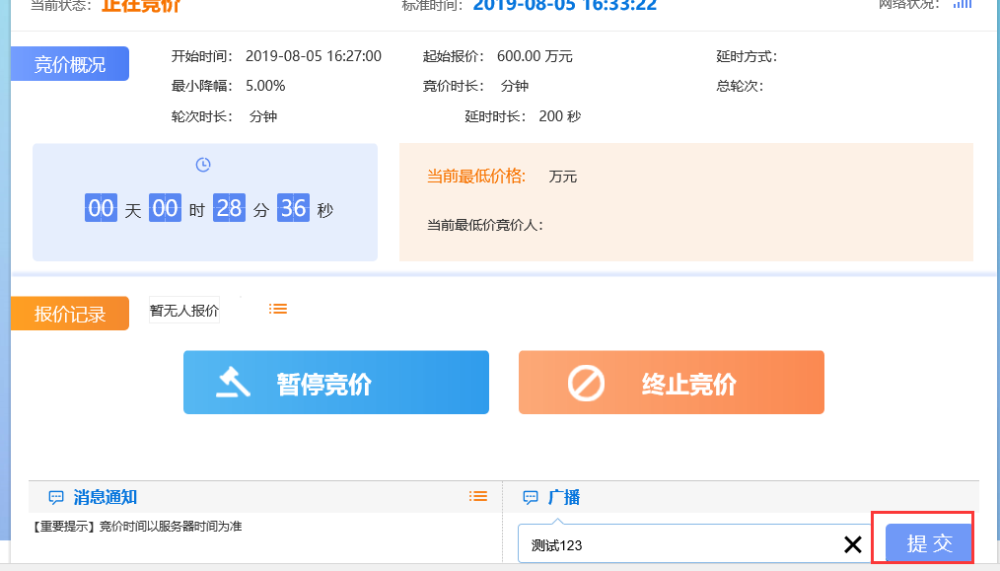 当前状态: 正在竞价 标准时间: 2019-08-05 16:33:22 网络状况:
竞价概况 开始时间: 2019-08-05 16:27:00 起始报价: 600.00 万元 延时方式:
最小降幅: 5.00% 竞价时长: 分钟 总轮次:
轮次时长: 分钟 延时时长: 200 秒
00 天 00 时 28 分 36 秒
当前最低价格: 万元
当前最低价竞价人:
报价记录 暂无人报价
暂停竞价 终止竞价
消息通知 广播
【重要提示】竞价时间以服务器时间为准
测试123 提 交